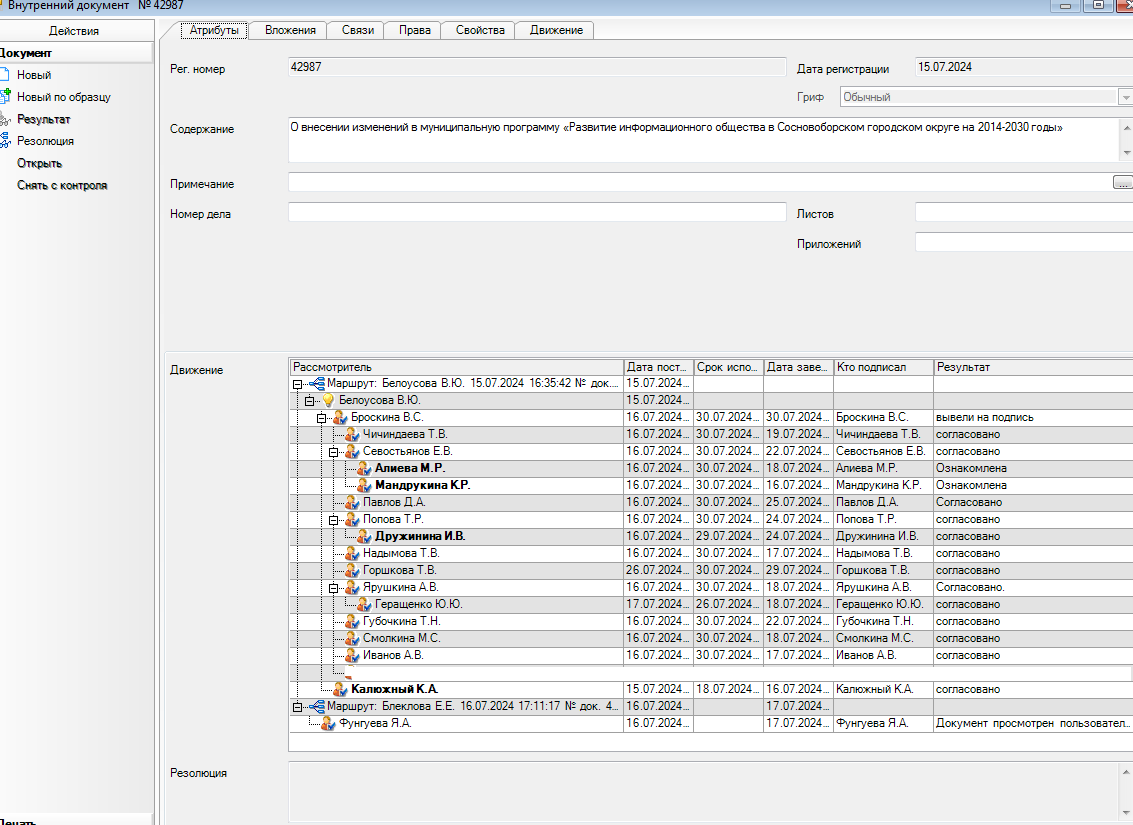 Внутренний документ № 42987
Действия
Документ
Новый
Новый по образцу
Результат
Резолюция
Открыть
Снять с контроля
Атрибуты Вложения Связи Права Свойства Движение
Рег. номер 42987 Дата регистрации 15.07.2024
Гриф Обычный
Содержание О внесении изменений в муниципальную программу «Развитие информационного общества в Сосновоборском городском округе на 2014-2030 годы»
Примечание ...
Номер дела Листов
Приложений
Движение
Рассмотритель Дата пост... Срок испо... Дата заве... Кто подписал Результат
Маршрут: Белоусова В.Ю. 15.07.2024 16:35:42 № док.... 15.07.2024...
Белоусова В.Ю. 15.07.2024...
Броскина В.С. 16.07.2024... 30.07.2024... 30.07.2024... Броскина В.С. вывели на подпись
Чичиндаева Т.В. 16.07.2024... 30.07.2024... 19.07.2024... Чичиндаева Т.В. согласовано
Севостьянов Е.В. 16.07.2024... 30.07.2024... 22.07.2024... Севостьянов Е.В. согласовано
Алиева М.Р. 16.07.2024... 30.07.2024... 18.07.2024... Алиева М.Р. Ознакомлена
Мандрукина К.Р. 16.07.2024... 30.07.2024... 16.07.2024... Мандрукина К.Р. Ознакомлена
Павлов Д.А. 16.07.2024... 30.07.2024... 25.07.2024... Павлов Д.А. Согласовано
Попова Т.Р. 16.07.2024... 30.07.2024... 24.07.2024... Попова Т.Р. согласовано
Дружинина И.В. 16.07.2024... 29.07.2024... 24.07.2024... Дружинина И.В. согласовано
Надымова Т.В. 16.07.2024... 30.07.2024... 17.07.2024... Надымова Т.В. согласовано
Горшкова Т.В. 26.07.2024... 30.07.2024... 29.07.2024... Горшкова Т.В. согласовано
Ярушкина А.В. 16.07.2024... 30.07.2024... 18.07.2024... Ярушкина А.В. Согласовано.
Геращенко Ю.Ю. 17.07.2024... 26.07.2024... 18.07.2024... Геращенко Ю.Ю. согласовано
Губочкина Т.Н. 16.07.2024... 30.07.2024... 22.07.2024... Губочкина Т.Н. согласовано
Смолкина М.С. 16.07.2024... 30.07.2024... 18.07.2024... Смолкина М.С. согласовано
Иванов А.В. 16.07.2024... 30.07.2024... 17.07.2024... Иванов А.В. согласовано
Калюжный К.А. 15.07.2024... 18.07.2024... 16.07.2024... Калюжный К.А. согласовано
Маршрут: Блеклова Е.Е. 16.07.2024 17:11:17 № док. 4... 16.07.2024... 17.07.2024...
Фунгуева Я.А. 16.07.2024... 17.07.2024... Фунгуева Я.А. Документ просмотрен пользовател...
Резолюция
Печать